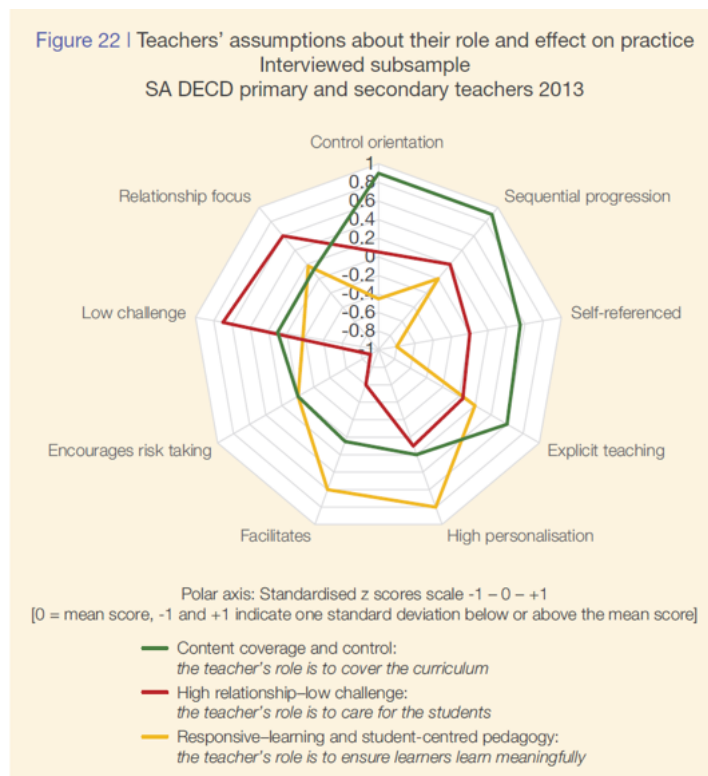 Figure 22 | Teachers’ assumptions about their role and effect on practice
Interviewed subsample
SA DECD primary and secondary teachers 2013
Control orientation
1
0.8
0.6
0.4
0.2
0
-0.2
-0.4
-0.6
-0.8
-1
Relationship focus
Sequential progression
Low challenge
Self-referenced
Encourages risk taking
Explicit teaching
Facilitates
High personalisation
Polar axis: Standardised z scores scale -1 – 0 – +1
[0 = mean score, -1 and +1 indicate one standard deviation below or above the mean score]
Content coverage and control:
the teacher’s role is to cover the curriculum
High relationship–low challenge:
the teacher’s role is to care for the students
Responsive–learning and student-centred pedagogy:
the teacher’s role is to ensure learners learn meaningfully